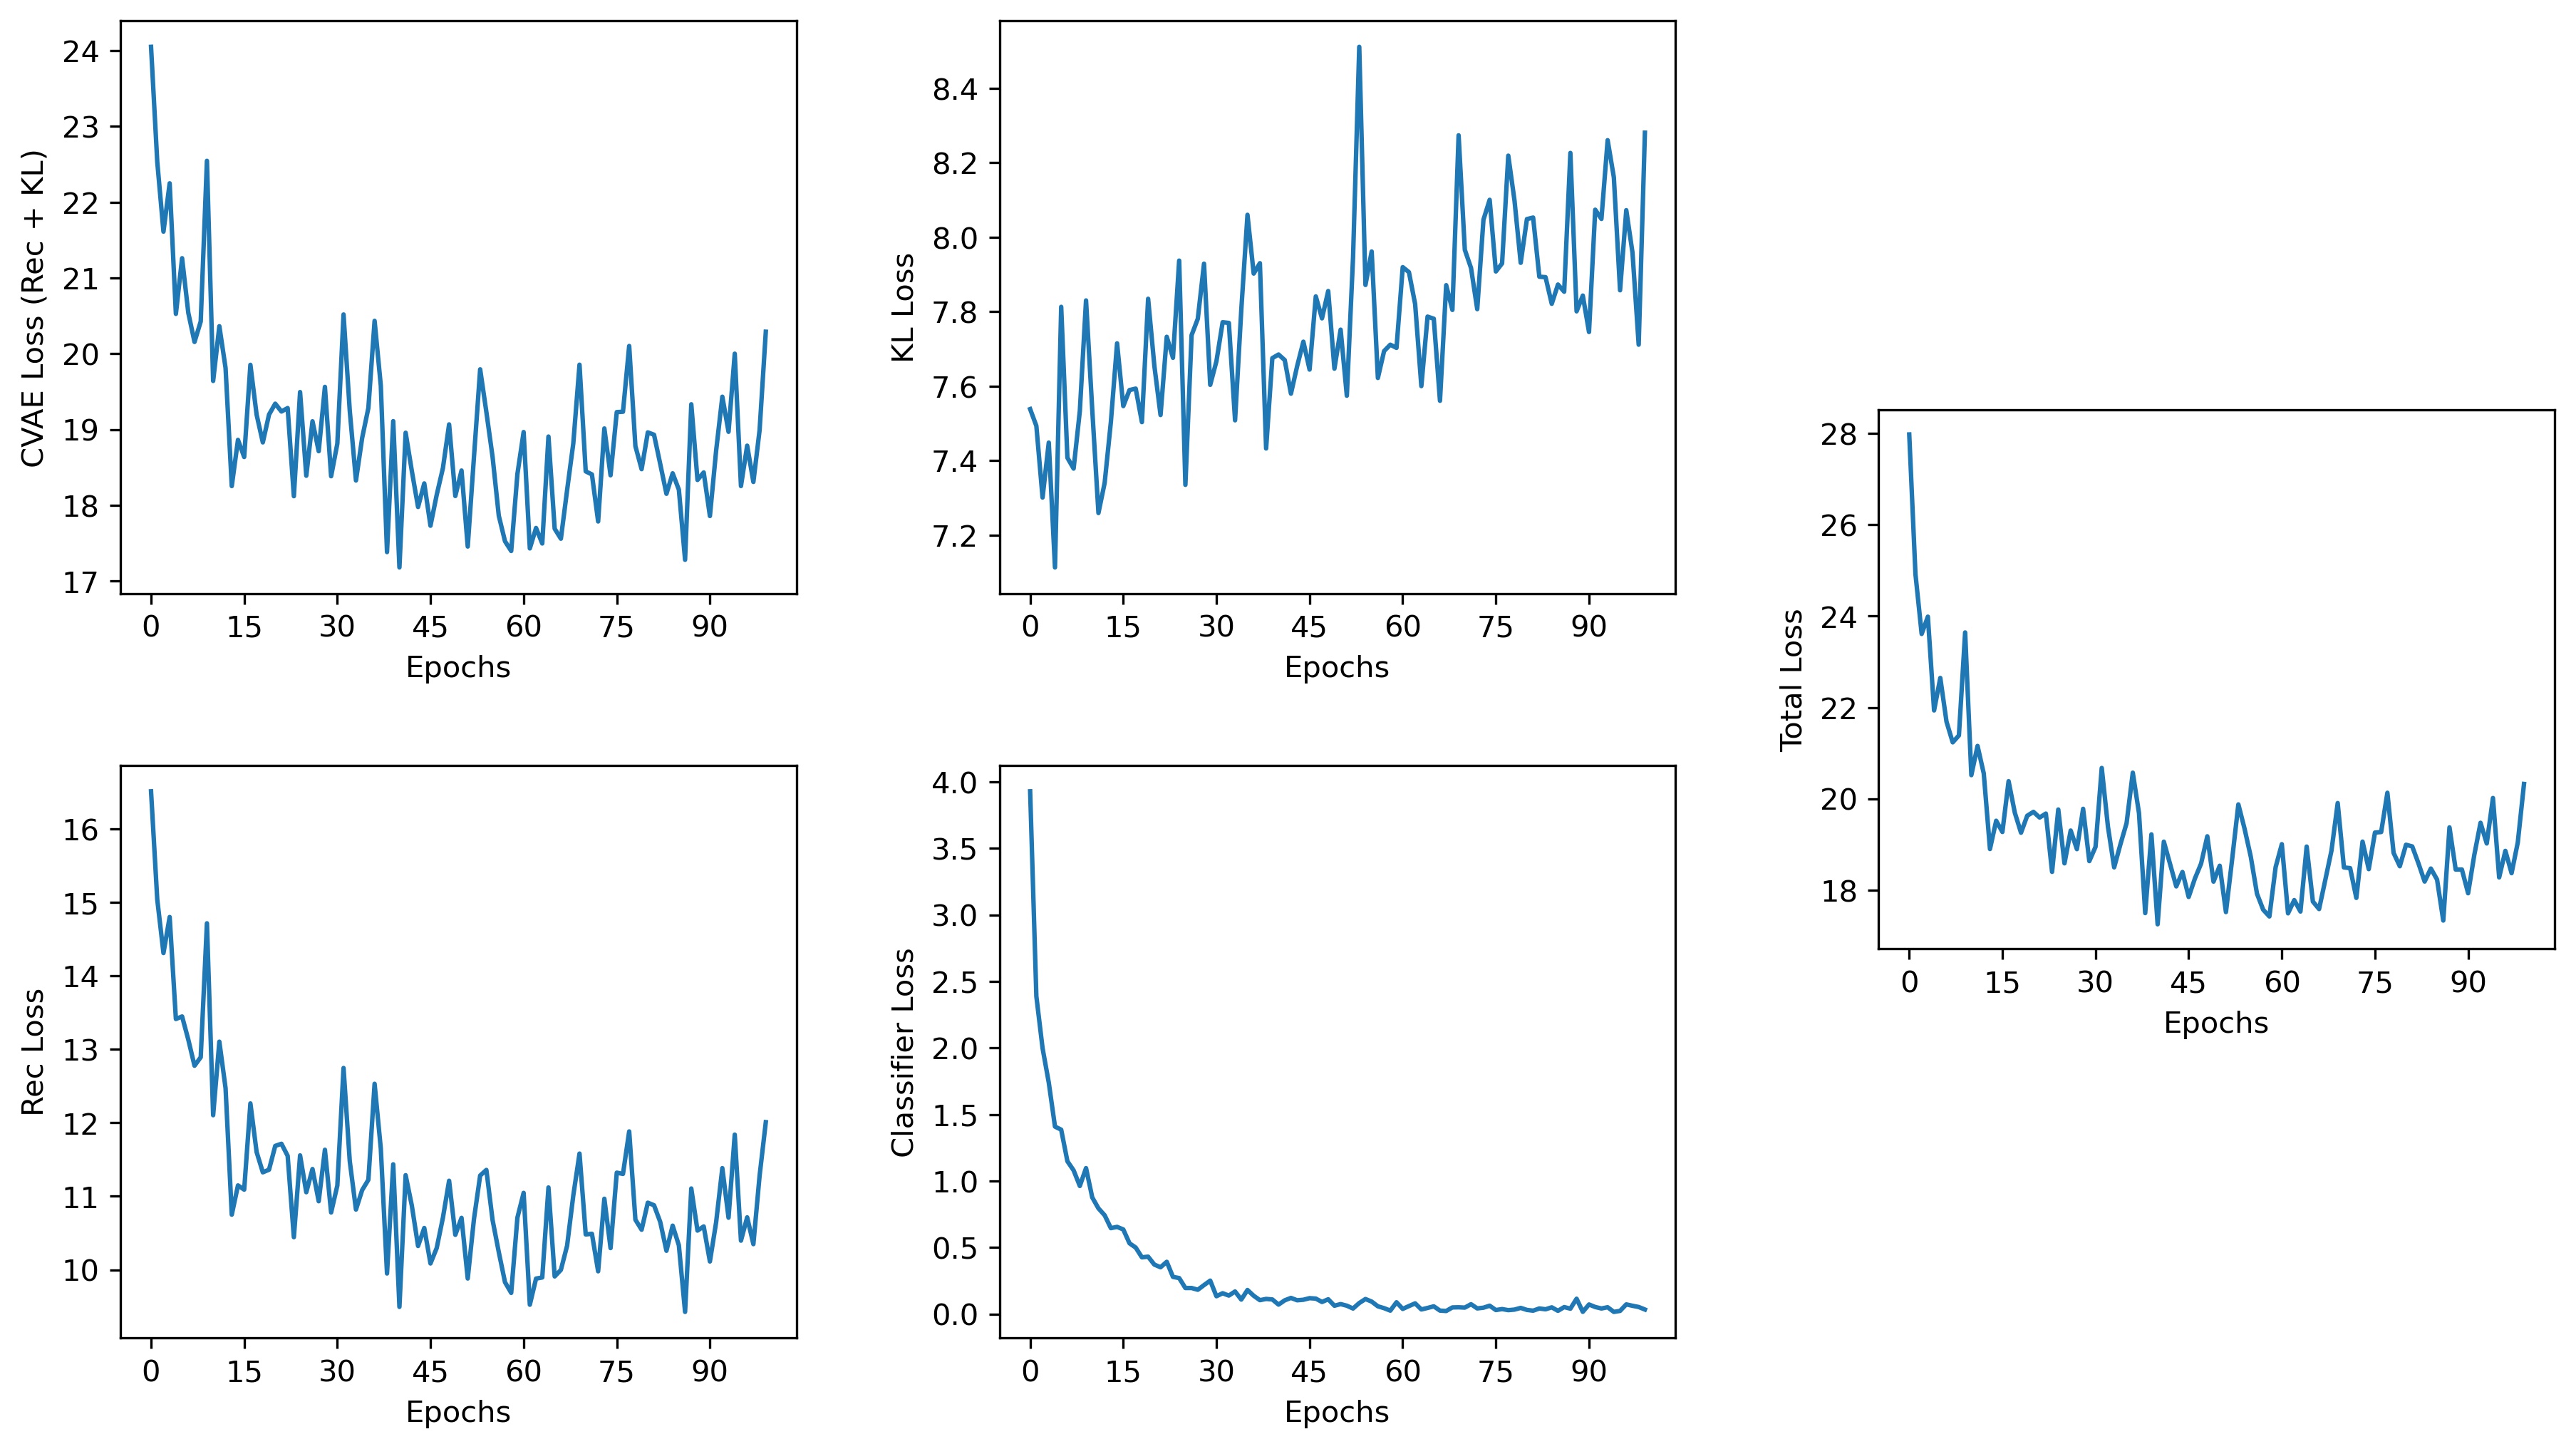 CVAE Loss (Rec + KL)
24
23
22
21
20
19
18
17
0 15 30 45 60 75 90
Epochs
KL Loss
8.4
8.2
8.0
7.8
7.6
7.4
7.2
0 15 30 45 60 75 90
Epochs
Rec Loss
16
15
14
13
12
11
10
0 15 30 45 60 75 90
Epochs
Classifier Loss
4.0
3.5
3.0
2.5
2.0
1.5
1.0
0.5
0.0
0 15 30 45 60 75 90
Epochs
Total Loss
28
26
24
22
20
18
0 15 30 45 60 75 90
Epochs